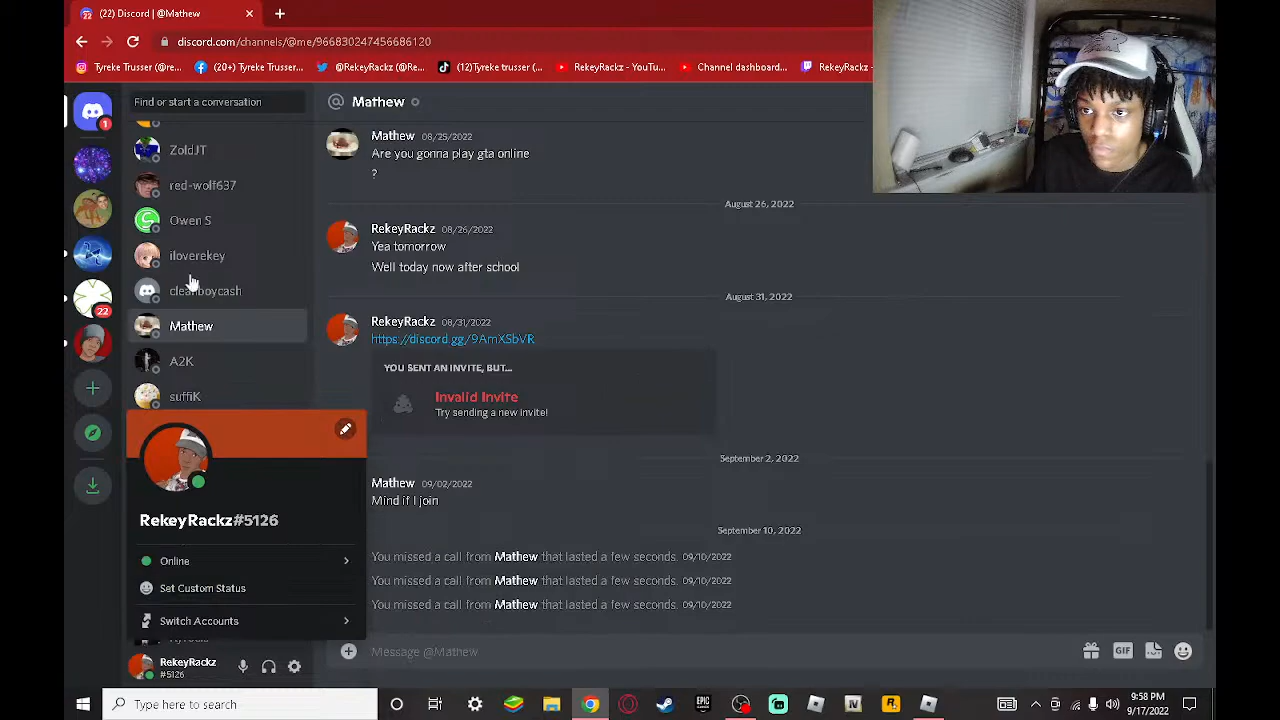 (22) Discord | @Mathew
discord.com/channels/@me/966830247456686120
Tyreke Trusser (@re...
(20+) Tyreke Trusser...
@RekeyRackz (@Re...
(12)Tyreke trusser (...
RekeyRackz - YouTu...
Channel dashboard...
RekeyRackz -
Find or start a conversation
Mathew
1
ZoldJT
red-woff637
Owen S
iloverekey
cleanboycash
22
Mathew
A2K
suffiK
Mathew 08/25/2022
Are you gonna play gta online
?
August 26, 2022
RekeyRackz 08/26/2022
Yea tomorrow
Well today now after school
August 31, 2022
RekeyRackz 08/31/2022
https://discord.gg/9AmXSbVR
YOU SENT AN INVITE, BUT...
Invalid Invite
Try sending a new invite!
September 2, 2022
Mathew 09/02/2022
Mind if I join
September 10, 2022
You missed a call from Mathew that lasted a few seconds. 09/10/2022
You missed a call from Mathew that lasted a few seconds. 09/10/2022
You missed a call from Mathew that lasted a few seconds. 09/10/2022
RekeyRackz#5126
Online
Set Custom Status
Switch Accounts
RekeyRackz
#5126
Message @Mathew
GIF
Type here to search
EPIC
GAMES
IV
R
9:58 PM
9/17/2022